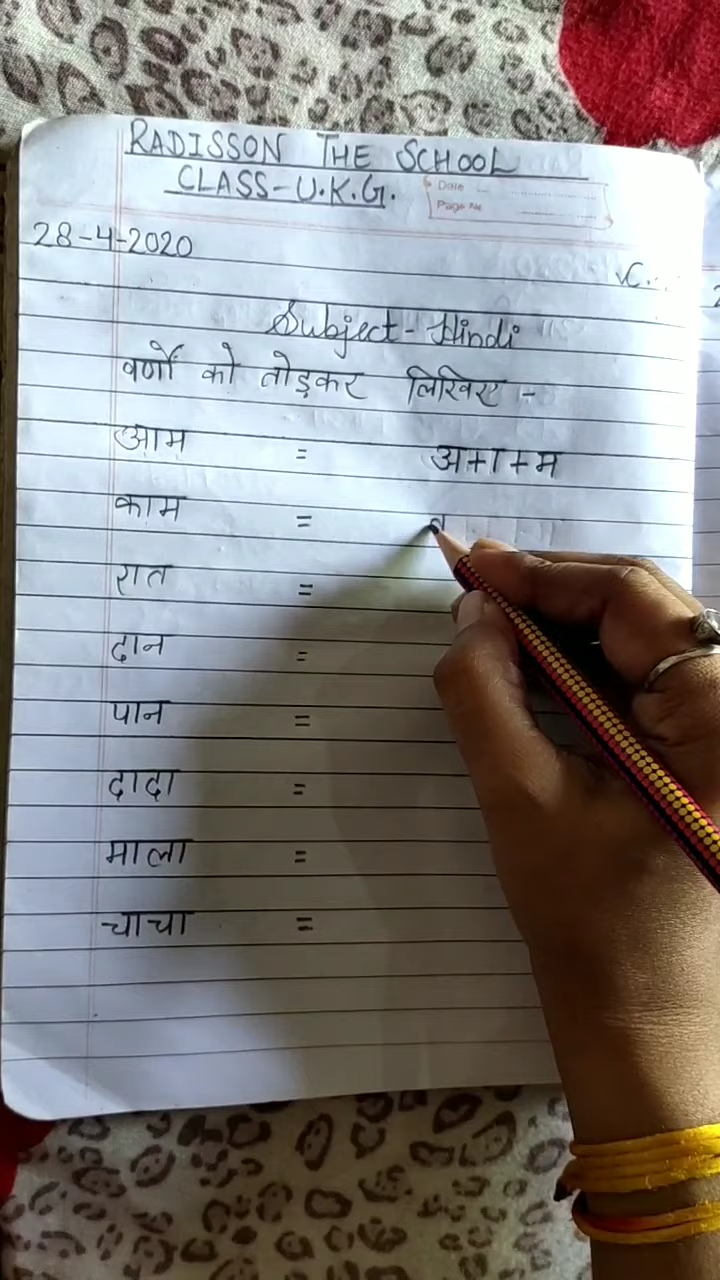 RADISSON THE SCHOOL
CLASS-U.K.G.
Date
Page No
28-4-2020
Subject- Hindi
वर्णों को तोड़कर लिखिए -
आम = अ+ा+म
काम =
रात =
दान =
पान =
दादा =
माला =
चाचा =